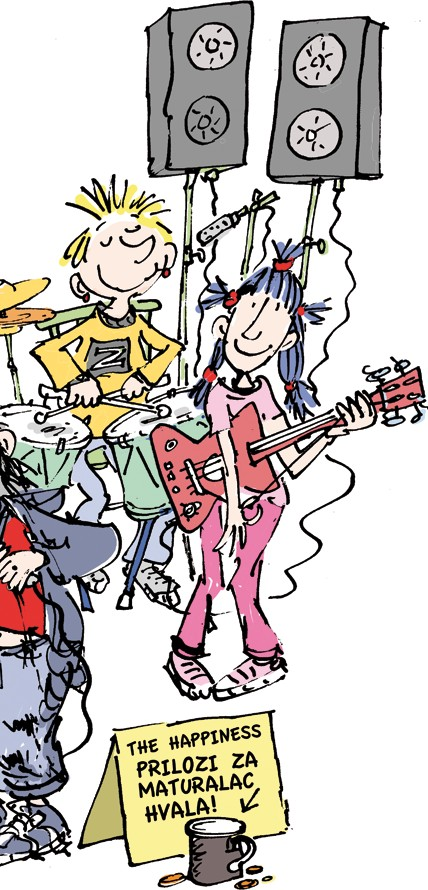 Z
THE HAPPINESS
PRILOZI ZA
MATURALAC
HVALA!